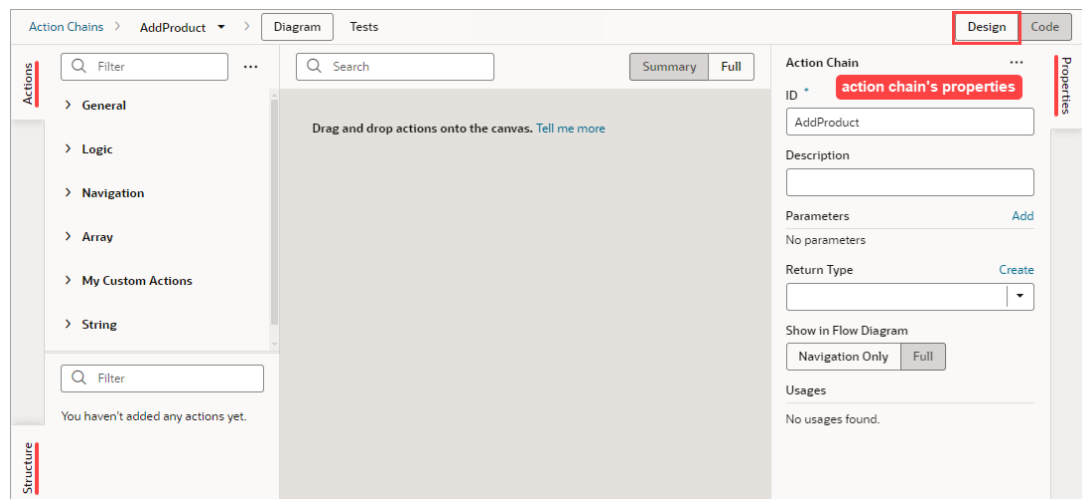 Action Chains > AddProduct > Diagram Tests Design Code
Actions
Filter ...
General
Logic
Navigation
Array
My Custom Actions
String
Filter
You haven't added any actions yet.
Structure
Search Summary Full
Drag and drop actions onto the canvas. Tell me more
Action Chain ...
action chain's properties
ID *
AddProduct
Description
Parameters Add
No parameters
Return Type Create
Show in Flow Diagram
Navigation Only Full
Usages
No usages found.
Properties